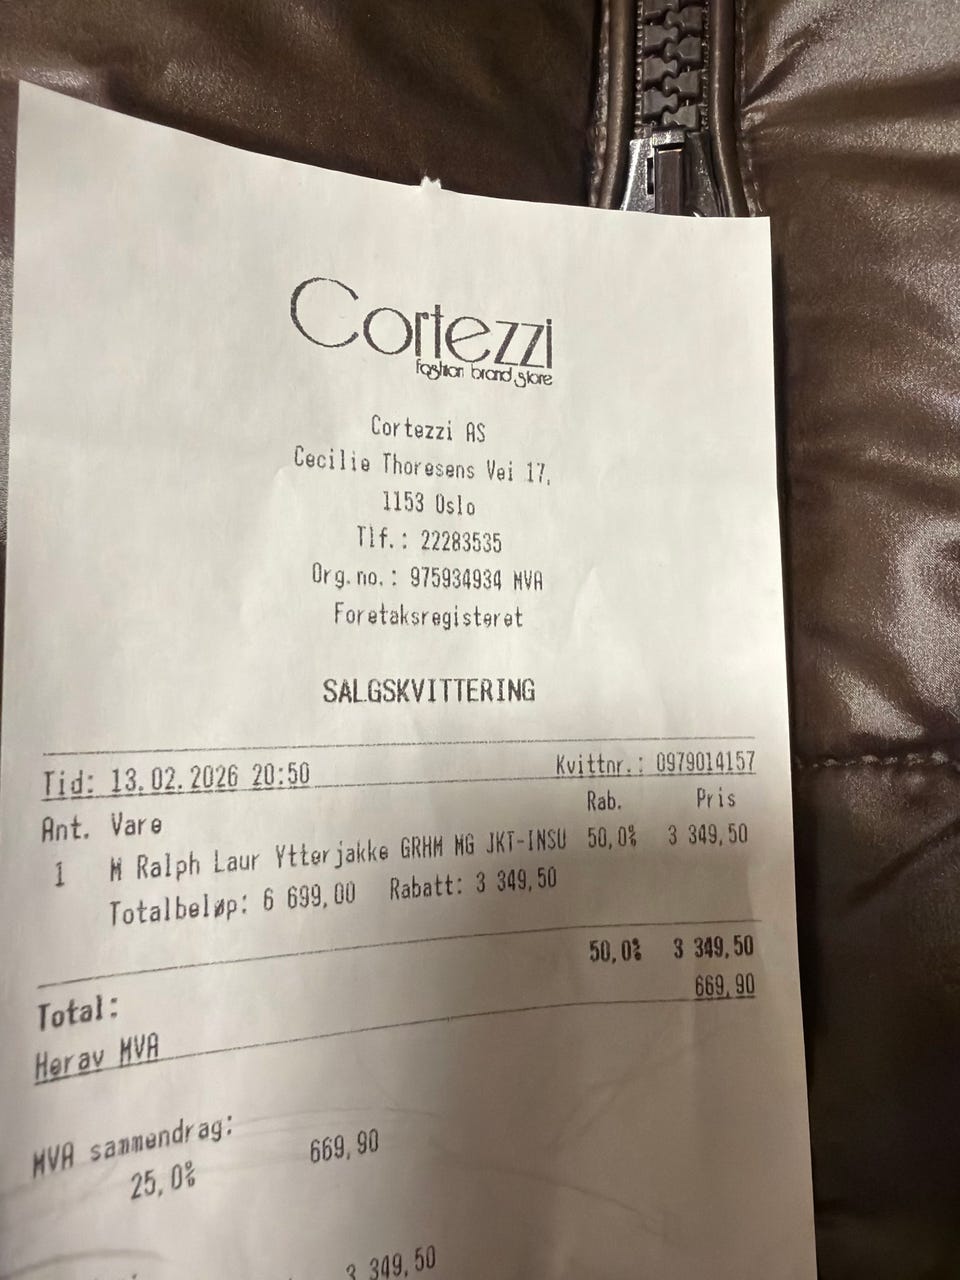 Cortezzi
fashion brand store
Cortezzi AS
Cecilie Thoresens Vei 17,
1153 Oslo
Tlf.: 22283535
Org.no.: 975934934 MVA
Foretaksregisteret
SALGSKVITTERING
Tid: 13.02.2026 20:50 Kvittnr.: 0979014157
Ant. Vare Rab. Pris
1 M Ralph Laur Ytterjakke GRHM MG JKT-INSU 50,0% 3 349,50
Totalbeløp: 6 699,00 Rabatt: 3 349,50
Total: 50,0% 3 349,50
Herav MVA 669,90
MVA sammendrag:
25,0% 669,90
3 349,50